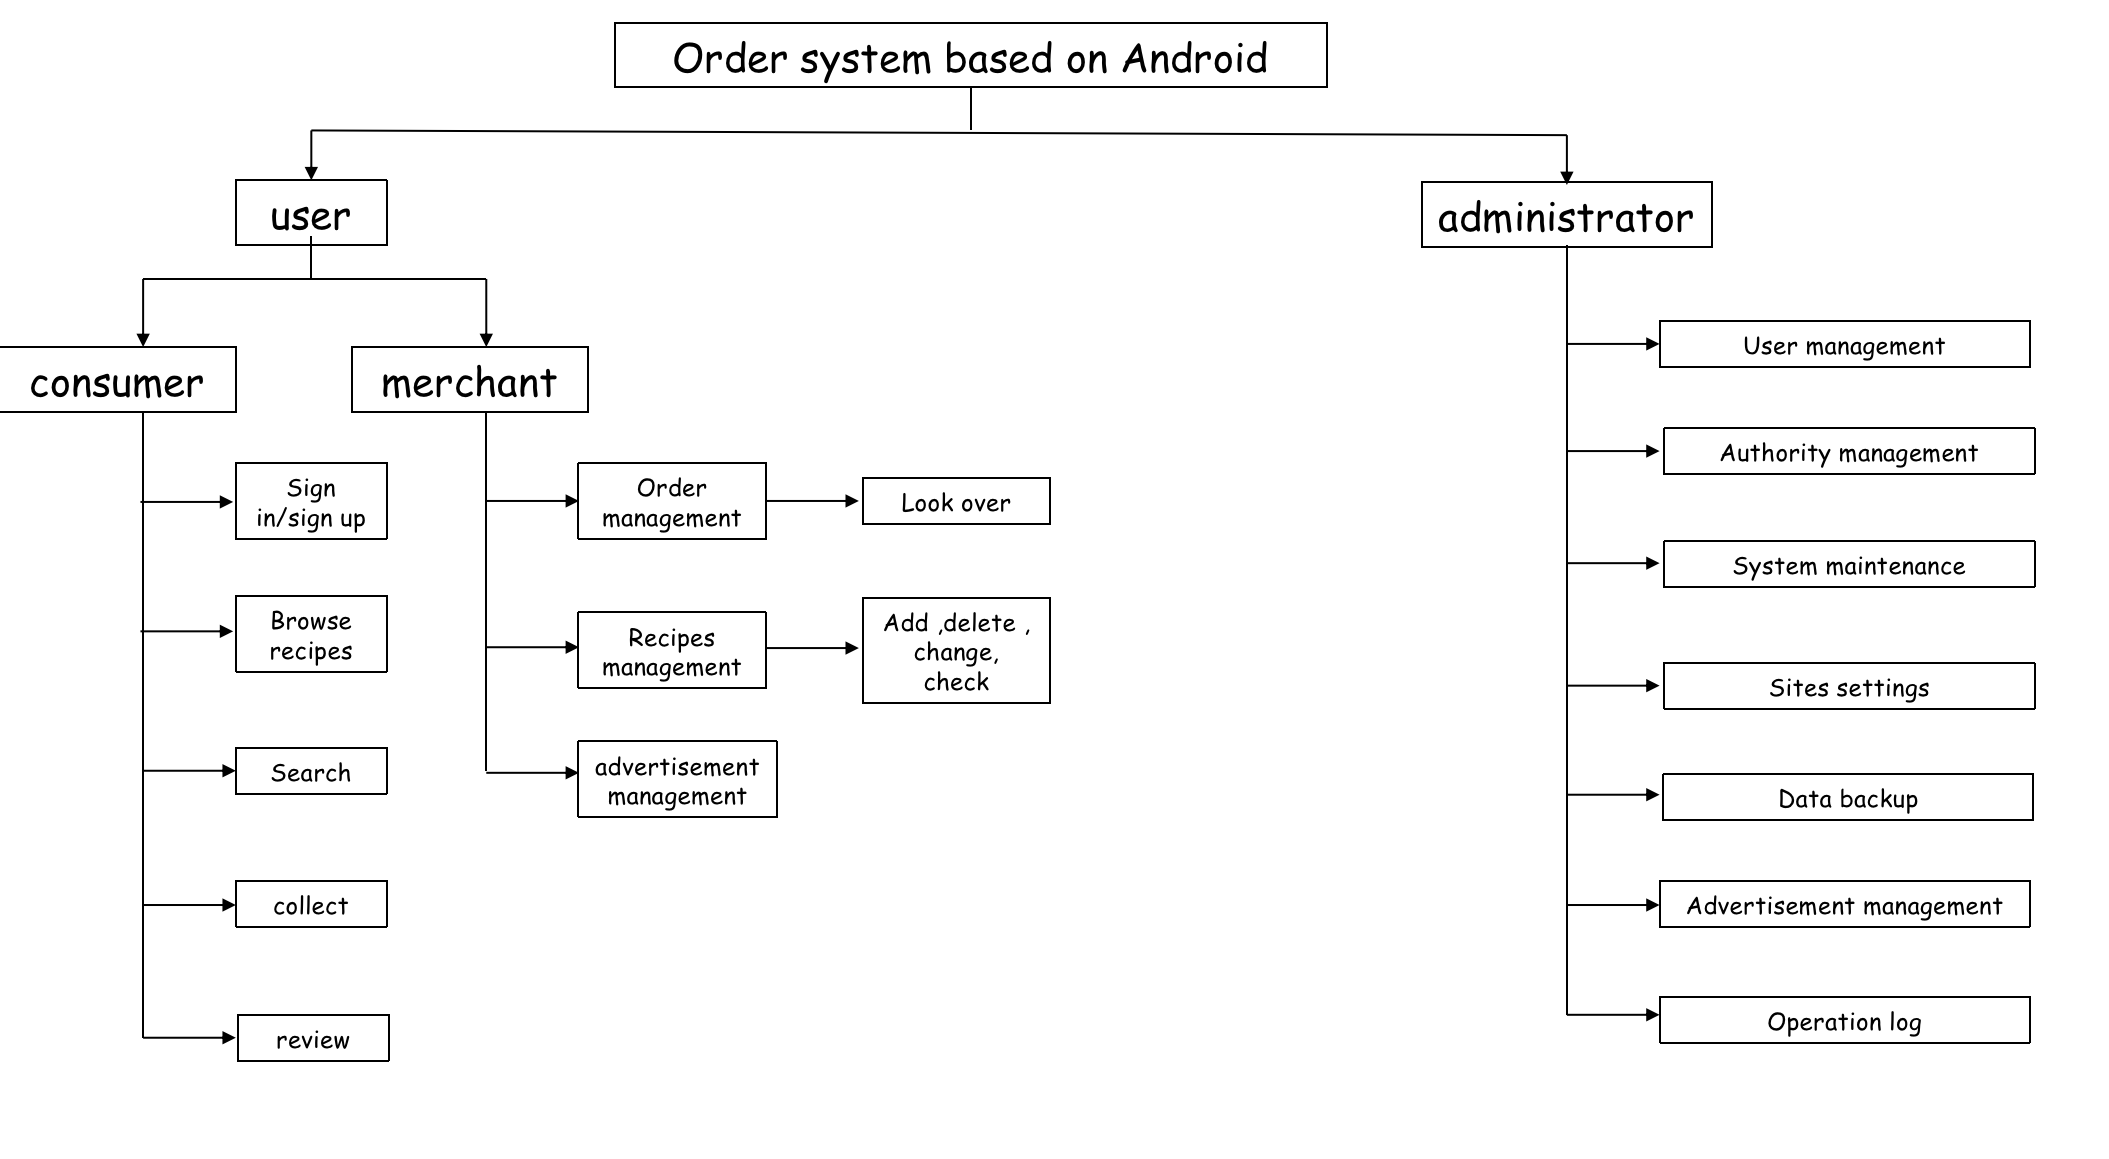 Order system based on Android
user
administrator
consumer
merchant
Sign
in/sign up
Browse
recipes
Search
collect
review
Order
management
Look over
Recipes
management
Add ,delete ,
change,
check
advertisement
management
User management
Authority management
System maintenance
Sites settings
Data backup
Advertisement management
Operation log